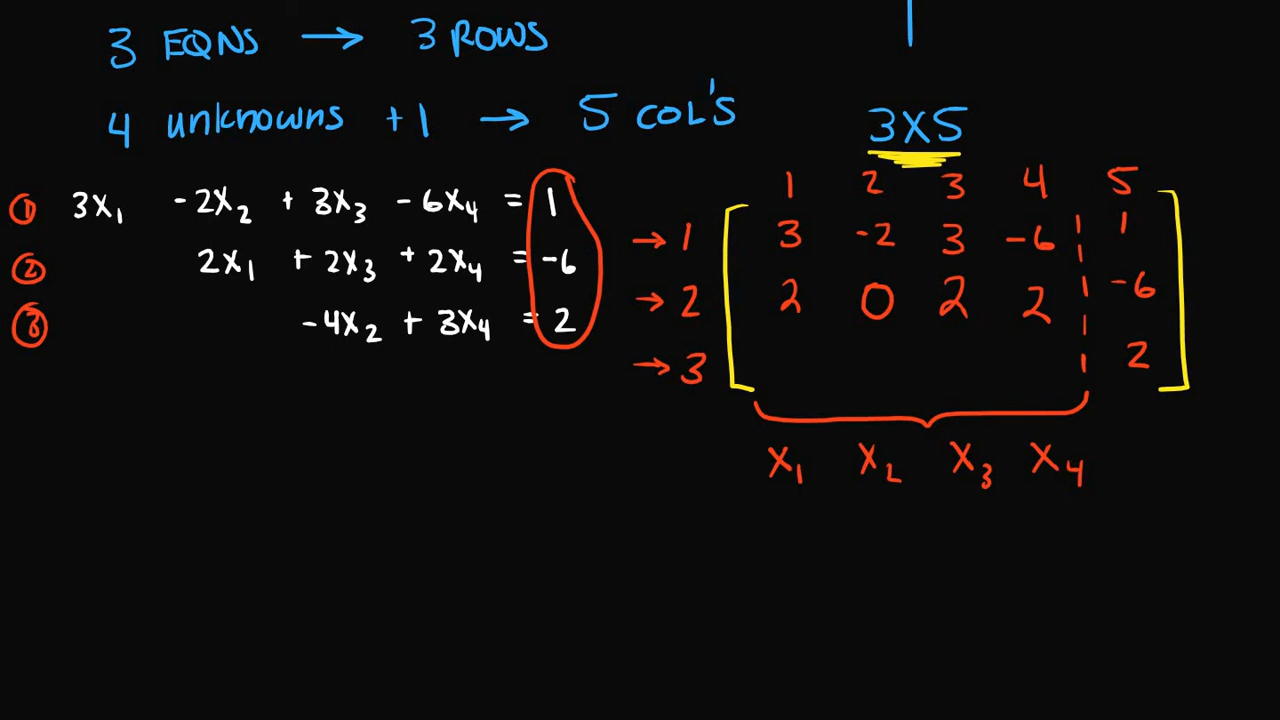 3 EQNS → 3 ROWS
4 unknowns +1 → 5 COL'S
3X5
1 2 3 4 5
① 3X₁ -2X₂ + 3X₃ - 6X₄ = 1
→ 1 3 -2 3 -6 1
② 2X₁ + 2X₃ + 2X₄ = -6
→ 2 2 0 2 2 -6
③ -4X₂ + 3X₄ = 2
→ 3 2
X₁ X₂ X₃ X₄